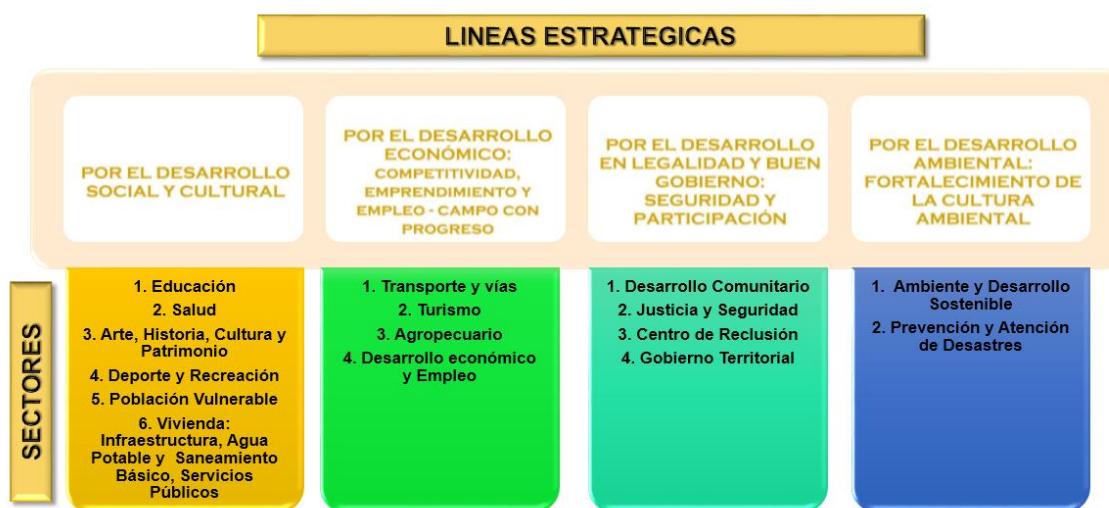 LINEAS ESTRATEGICAS
POR EL DESARROLLO
SOCIAL Y CULTURAL
POR EL DESARROLLO
ECONÓMICO:
COMPETITIVIDAD,
EMPRENDIMIENTO Y
EMPLEO - CAMPO CON
PROGRESO
POR EL DESARROLLO
EN LEGALIDAD Y BUEN
GOBIERNO:
SEGURIDAD Y
PARTICIPACIÓN
POR EL DESARROLLO
AMBIENTAL:
FORTALECIMIENTO DE
LA CULTURA
AMBIENTAL
SECTORES
1. Educación
2. Salud
3. Arte, Historia, Cultura y
Patrimonio
4. Deporte y Recreación
5. Población Vulnerable
6. Vivienda:
Infraestructura, Agua
Potable y Saneamiento
Básico, Servicios
Públicos
1. Transporte y vías
2. Turismo
3. Agropecuario
4. Desarrollo económico
y Empleo
1. Desarrollo Comunitario
2. Justicia y Seguridad
3. Centro de Reclusión
4. Gobierno Territorial
1. Ambiente y Desarrollo
Sostenible
2. Prevención y Atención
de Desastres